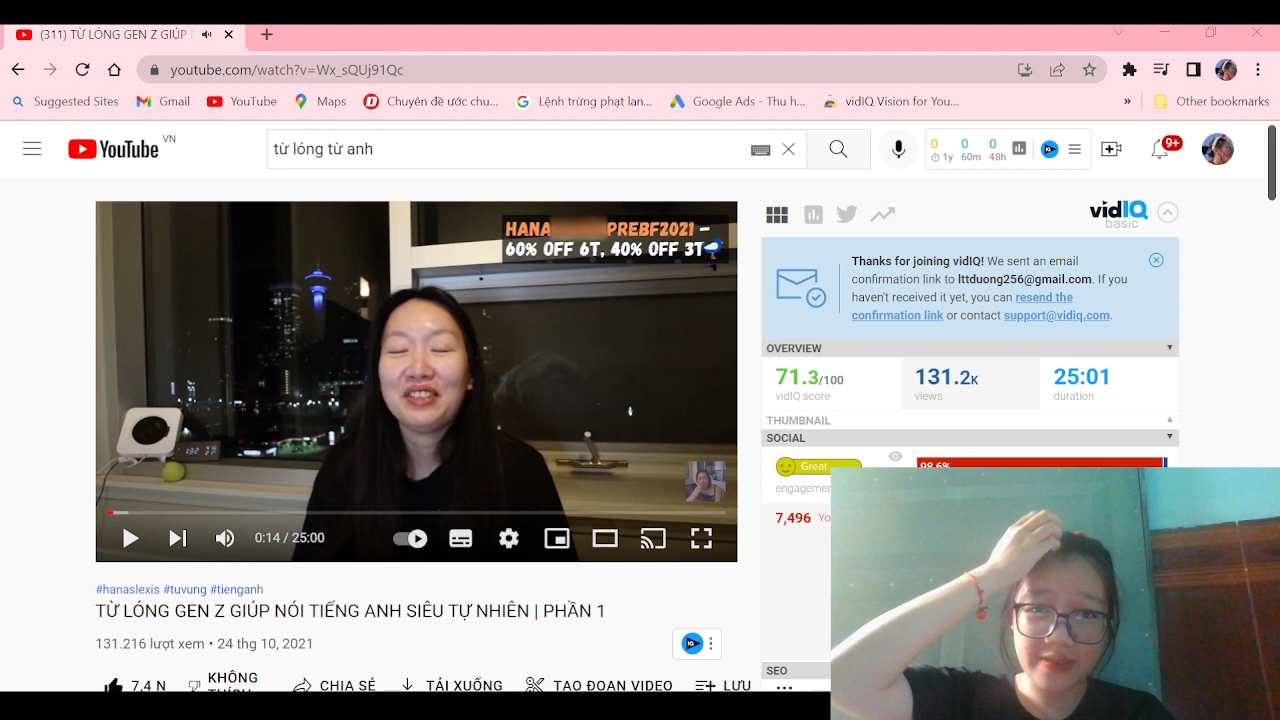 (311) TỪ LÓNG GEN Z GIÚP
youtube.com/watch?v=Wx_sQUj91Qc
Suggested Sites Gmail YouTube Maps Chuyên đề ước chu... Lệnh trừng phạt lan... Google Ads - Thu h... vidIQ Vision for You... » Other bookmarks
YouTube VN
từ lóng từ anh
0 0 0
1y 60m 48h
9+
HANA PREBF2021 -
60% OFF 6T, 40% OFF 3T
0:14 / 25:00
#hanaslexis #tuvung #tienganh
TỪ LÓNG GEN Z GIÚP NÓI TIẾNG ANH SIÊU TỰ NHIÊN | PHẦN 1
131.216 lượt xem • 24 thg 10, 2021
7,4 N KHÔNG THÍCH CHIA SẺ TẢI XUỐNG TẠO ĐOẠN VIDEO LƯU
vidIQ
basic
Thanks for joining vidIQ! We sent an email
confirmation link to lttduong256@gmail.com. If you
haven't received it yet, you can resend the
confirmation link or contact support@vidiq.com.
OVERVIEW
71.3/100 131.2K 25:01
vidIQ score views duration
THUMBNAIL
SOCIAL
Great 98.6%
7,496
SEO